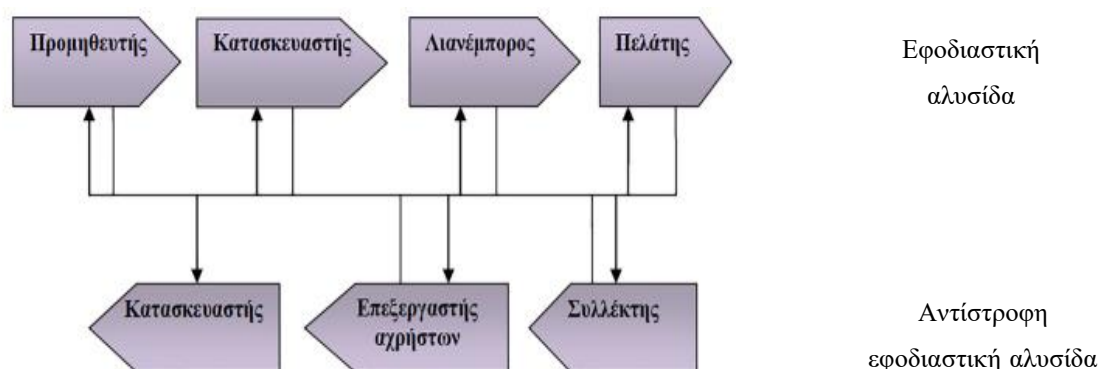 Προμηθευτής
Κατασκευαστής
Λιανέμπορος
Πελάτης
Εφοδιαστική
αλυσίδα
Κατασκευαστής
Επεξεργαστής
αχρήστων
Συλλέκτης
Αντίστροφη
εφοδιαστική αλυσίδα